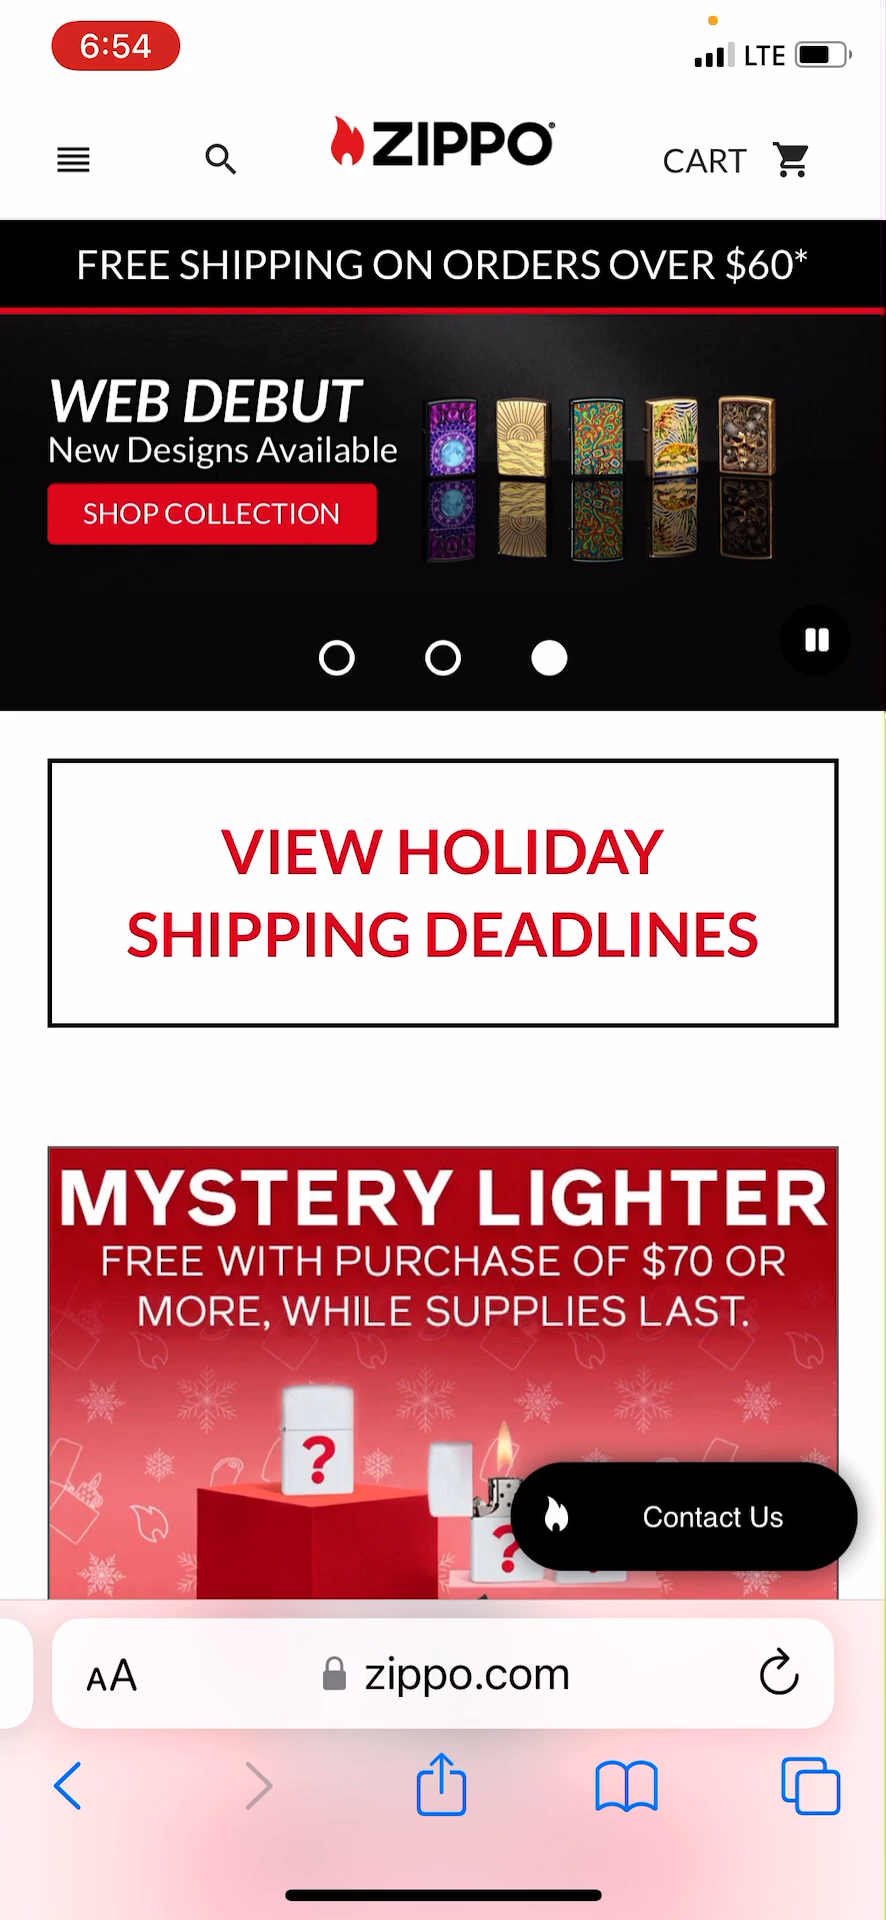 6:54
LTE
ZIPPO
CART
FREE SHIPPING ON ORDERS OVER $60*
WEB DEBUT
New Designs Available
SHOP COLLECTION
VIEW HOLIDAY
SHIPPING DEADLINES
MYSTERY LIGHTER
FREE WITH PURCHASE OF $70 OR
MORE, WHILE SUPPLIES LAST.
?
?
Contact Us
AA
zippo.com